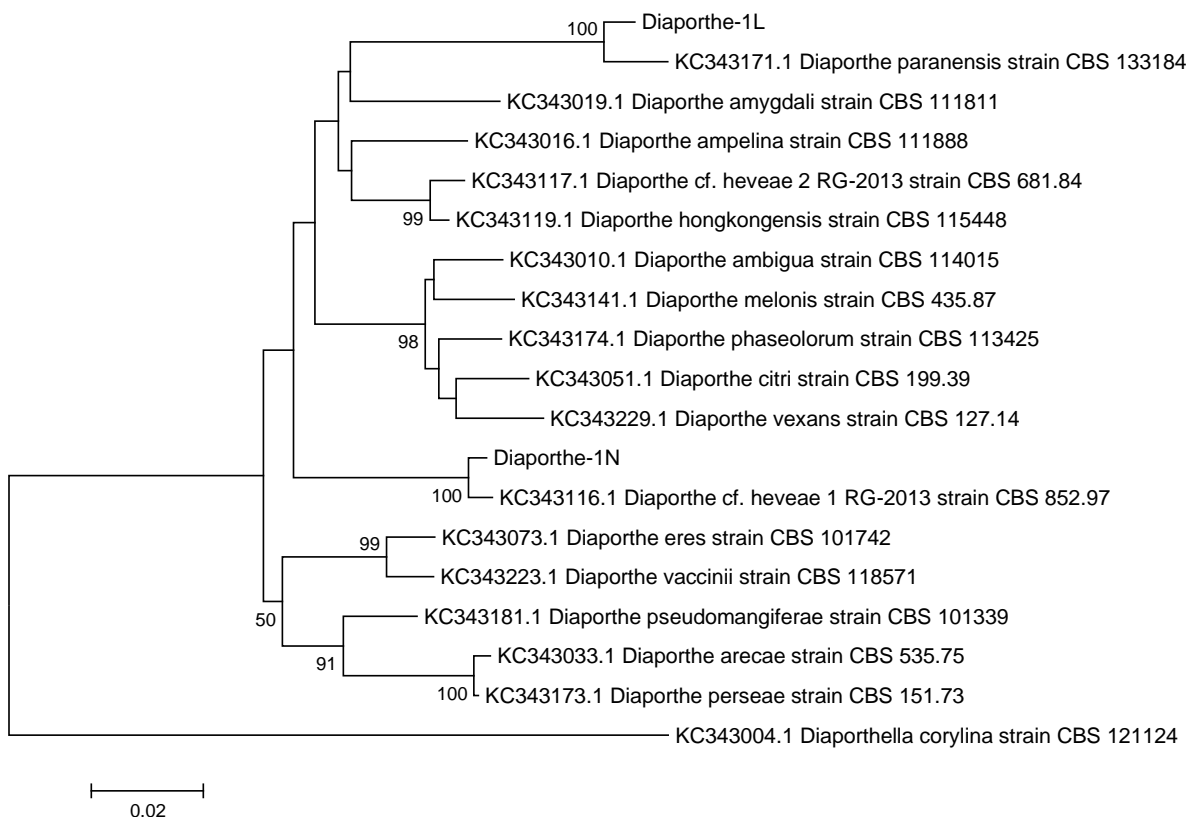 Diaporthe-1L
100
KC343171.1 Diaporthe paranensis strain CBS 133184
KC343019.1 Diaporthe amygdali strain CBS 111811
KC343016.1 Diaporthe ampelina strain CBS 111888
KC343117.1 Diaporthe cf. heveae 2 RG-2013 strain CBS 681.84
99
KC343119.1 Diaporthe hongkongensis strain CBS 115448
KC343010.1 Diaporthe ambigua strain CBS 114015
KC343141.1 Diaporthe melonis strain CBS 435.87
98
KC343174.1 Diaporthe phaseolorum strain CBS 113425
KC343051.1 Diaporthe citri strain CBS 199.39
KC343229.1 Diaporthe vexans strain CBS 127.14
Diaporthe-1N
100
KC343116.1 Diaporthe cf. heveae 1 RG-2013 strain CBS 852.97
99
KC343073.1 Diaporthe eres strain CBS 101742
KC343223.1 Diaporthe vaccinii strain CBS 118571
50
KC343181.1 Diaporthe pseudomangiferae strain CBS 101339
91
KC343033.1 Diaporthe arecae strain CBS 535.75
100
KC343173.1 Diaporthe perseae strain CBS 151.73
KC343004.1 Diaporthella corylina strain CBS 121124
0.02